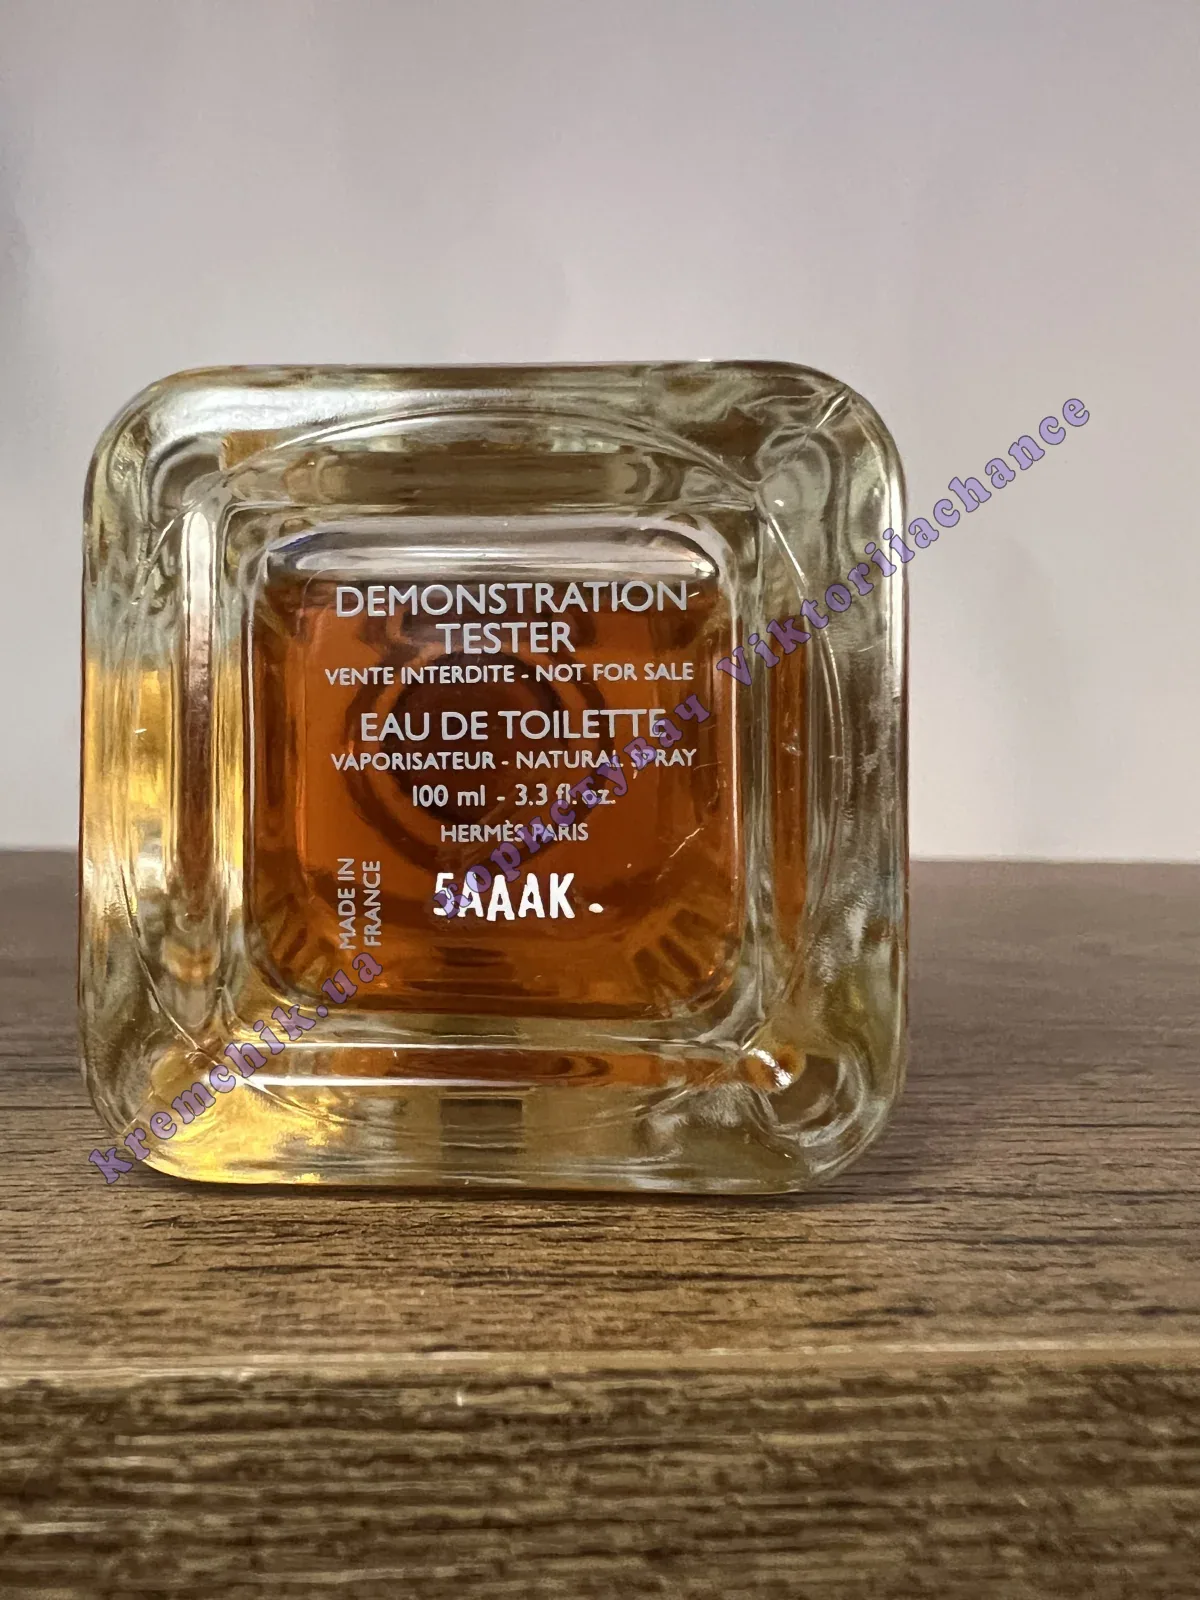 DEMONSTRATION
TESTER
VENTE INTERDITE - NOT FOR SALE
EAU DE TOILETTE
VAPORISATEUR - NATURAL SPRAY
100 ml - 3.3 fl. oz.
HERMÈS PARIS
MADE IN
FRANCE
5AAAK .
kremchik.ua користувач Viktoriiachance